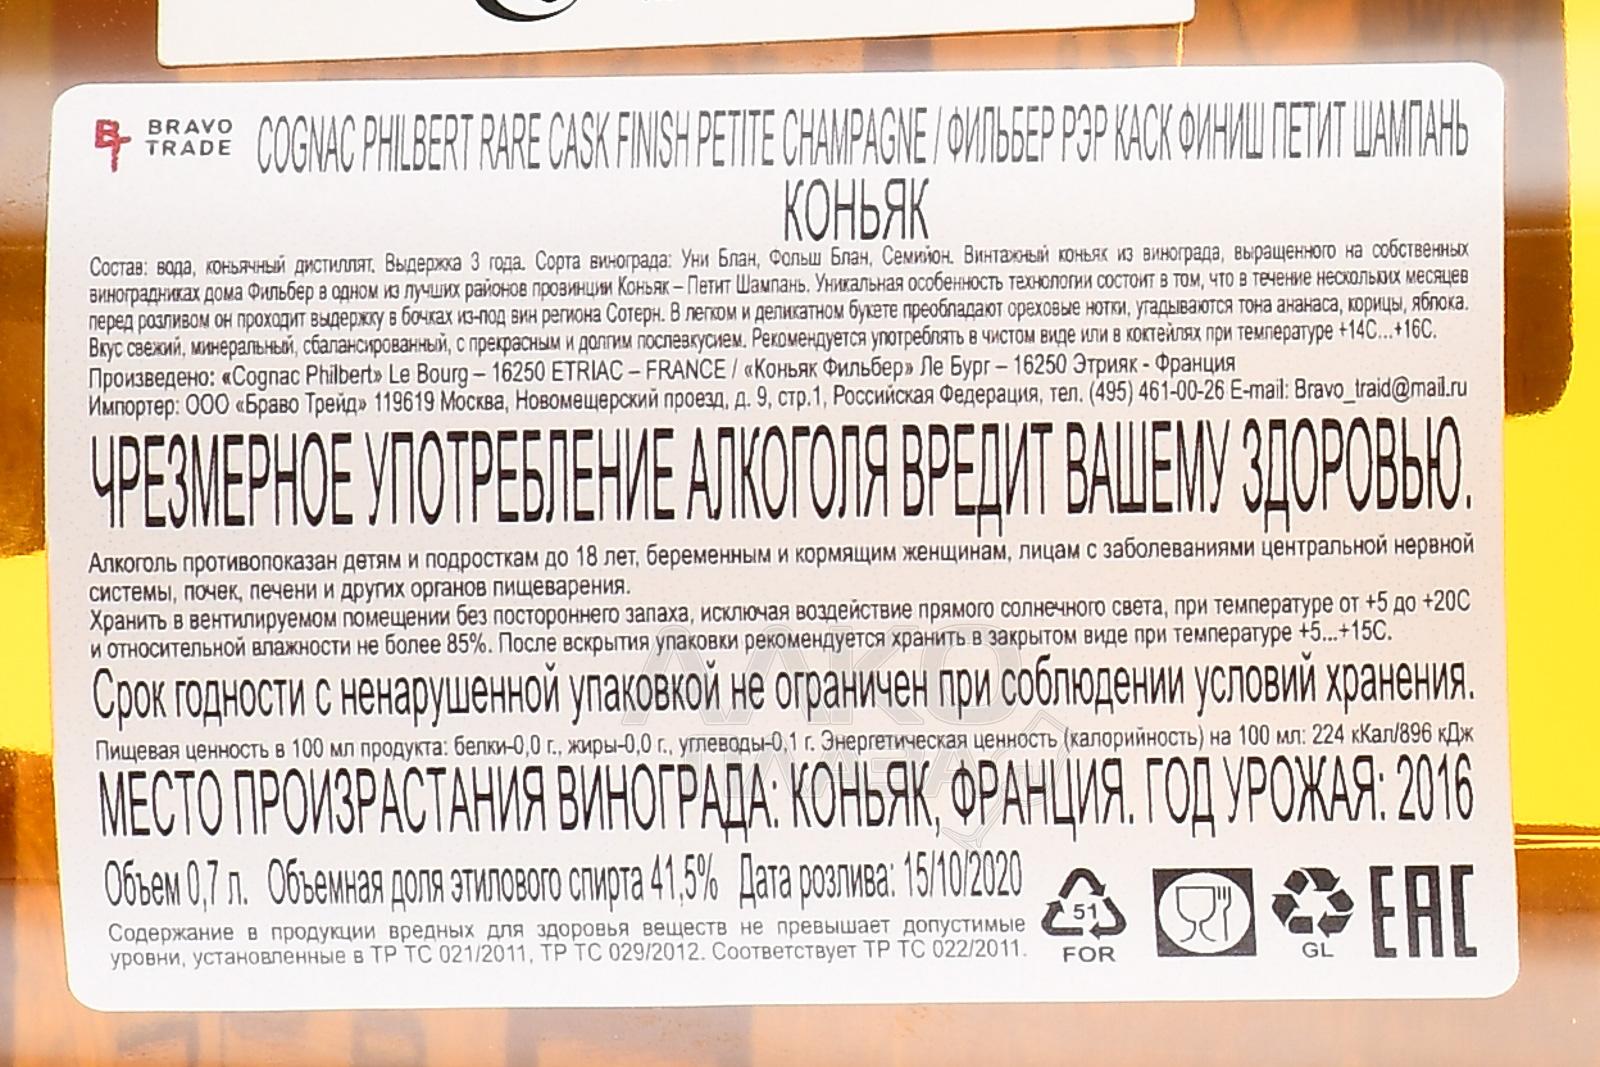 BRAVO
TRADE
COGNAC PHILBERT RARE CASK FINISH PETITE CHAMPAGNE / ФИЛЬБЕР РЭР КАСК ФИНИШ ПЕТИТ ШАМПАНЬ
КОНЬЯК
Состав: вода, коньячный дистиллят. Выдержка 3 года. Сорта винограда: Уни Блан, Фольш Блан, Семийон. Винтажный коньяк из винограда, выращенного на собственных
виноградниках дома Фильбер в одном из лучших районов провинции Коньяк – Петит Шампань. Уникальная особенность технологии состоит в том, что в течение нескольких месяцев
перед розливом он проходит выдержку в бочках из-под вин региона Сотерн. В легком и деликатном букете преобладают ореховые нотки, угадываются тона ананаса, корицы, яблока.
Вкус свежий, минеральный, сбалансированный, с прекрасным и долгим послевкусием. Рекомендуется употреблять в чистом виде или в коктейлях при температуре +14С...+16С.
Произведено: «Cognac Philbert» Le Bourg – 16250 ETRIAC – FRANCE / «Коньяк Фильбер» Ле Бург – 16250 Этрияк - Франция
Импортер: ООО «Браво Трейд» 119619 Москва, Новомещерский проезд, д. 9, стр.1, Российская Федерация, тел. (495) 461-00-26 E-mail: Bravo_traid@mail.ru
ЧРЕЗМЕРНОЕ УПОТРЕБЛЕНИЕ АЛКОГОЛЯ ВРЕДИТ ВАШЕМУ ЗДОРОВЬЮ.
Алкоголь противопоказан детям и подросткам до 18 лет, беременным и кормящим женщинам, лицам с заболеваниями центральной нервной
системы, почек, печени и других органов пищеварения.
Хранить в вентилируемом помещении без постороннего запаха, исключая воздействие прямого солнечного света, при температуре от +5 до +20С
и относительной влажности не более 85%. После вскрытия упаковки рекомендуется хранить в закрытом виде при температуре +5...+15С.
Срок годности с ненарушенной упаковкой не ограничен при соблюдении условий хранения.
Пищевая ценность в 100 мл продукта: белки-0,0 г., жиры-0,0 г., углеводы-0,1 г. Энергетическая ценность (калорийность) на 100 мл: 224 кКал/896 кДж
МЕСТО ПРОИЗРАСТАНИЯ ВИНОГРАДА: КОНЬЯК, ФРАНЦИЯ. ГОД УРОЖАЯ: 2016
Объем 0,7 л. Объемная доля этилового спирта 41,5% Дата розлива: 15/10/2020
Содержание в продукции вредных для здоровья веществ не превышает допустимые
уровни, установленные в ТР ТС 021/2011, ТР ТС 029/2012. Соответствует ТР ТС 022/2011.
51
FOR
GL
EAC